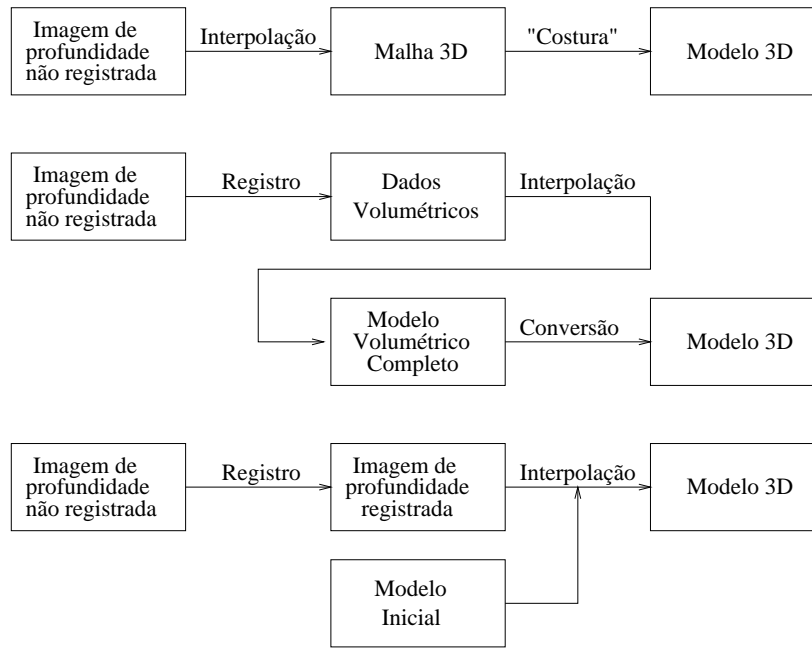 Imagem de
profundidade
não registrada
Interpolação
Malha 3D
"Costura"
Modelo 3D
Imagem de
profundidade
não registrada
Registro
Dados
Volumétricos
Interpolação
Modelo
Volumétrico
Completo
Conversão
Modelo 3D
Imagem de
profundidade
não registrada
Registro
Imagem de
profundidade
registrada
Interpolação
Modelo 3D
Modelo
Inicial